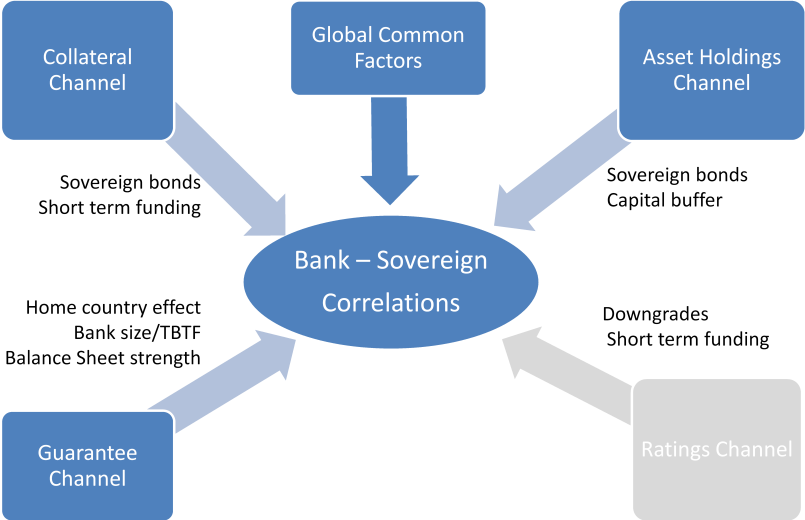 Collateral
Channel
Global Common
Factors
Asset Holdings
Channel
Sovereign bonds
Short term funding
Sovereign bonds
Capital buffer
Bank – Sovereign
Correlations
Home country effect
Bank size/TBTF
Balance Sheet strength
Downgrades
Short term funding
Guarantee
Channel
Ratings Channel